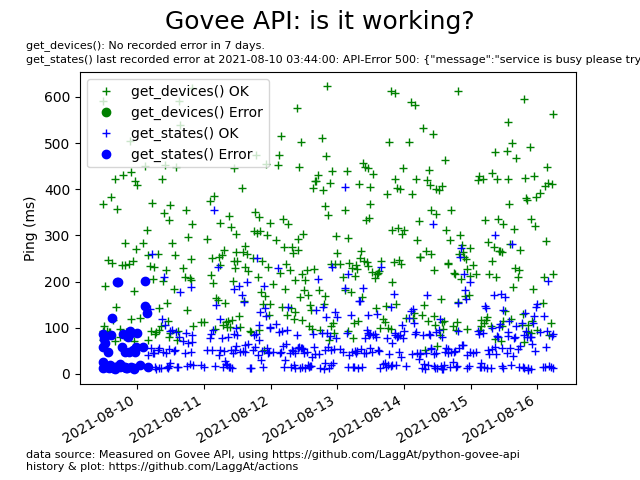 Govee API: is it working?
get_devices(): No recorded error in 7 days.
get_states() last recorded error at 2021-08-10 03:44:00: API-Error 500: {"message":"service is busy please try
get_devices() OK
get_devices() Error
get_states() OK
get_states() Error
Ping (ms)
600
500
400
300
200
100
0
2021-08-10
2021-08-11
2021-08-12
2021-08-13
2021-08-14
2021-08-15
2021-08-16
data source: Measured on Govee API, using https://github.com/LaggAt/python-govee-api
history & plot: https://github.com/LaggAt/actions